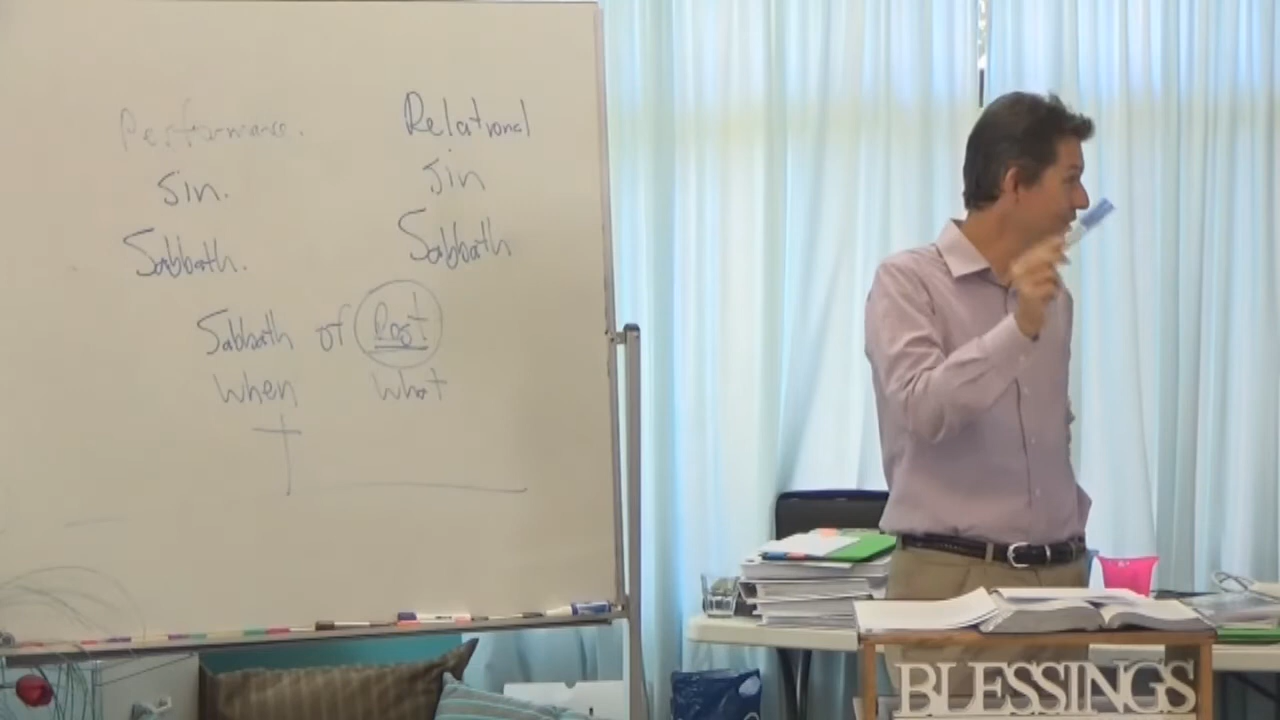 Performance. Relational
Sin. Sin
Sabbath. Sabbath
Sabbath of Rest
when what
BLESSINGS